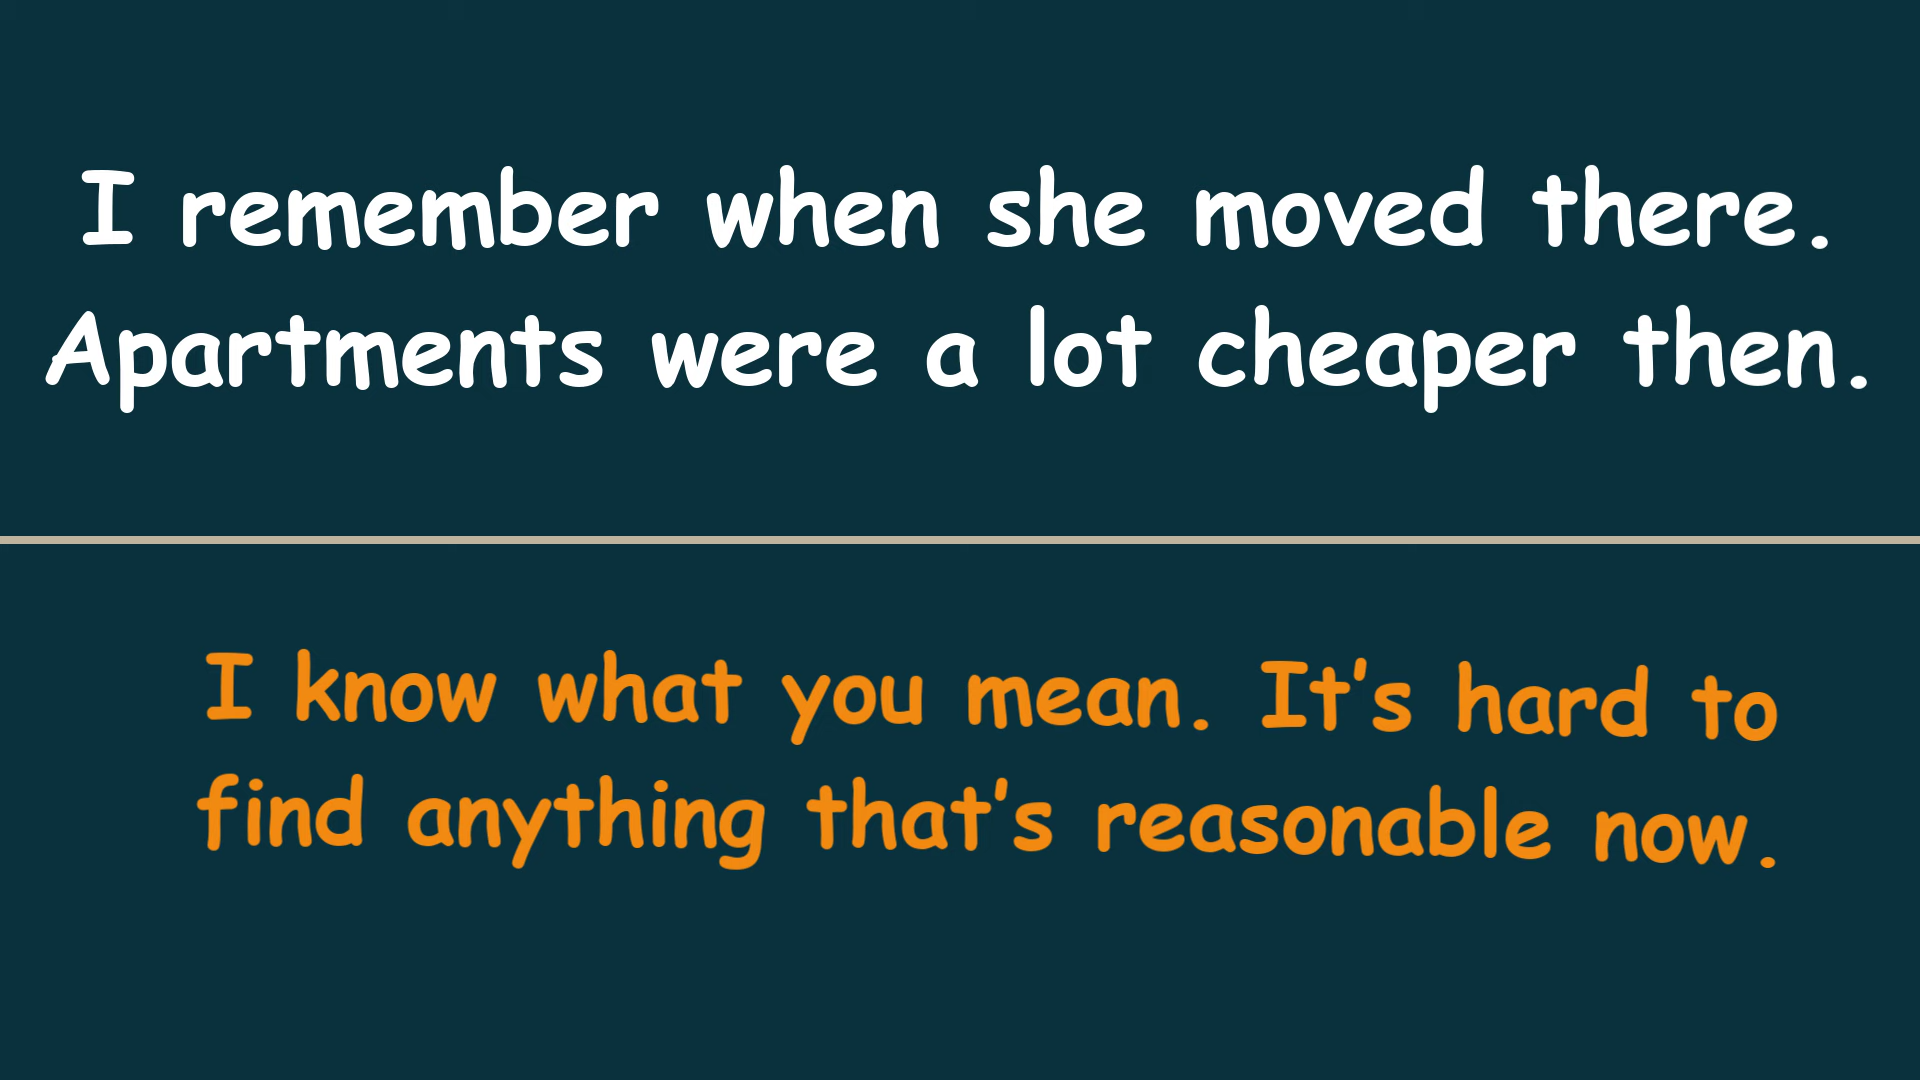 I remember when she moved there.
Apartments were a lot cheaper then.
I know what you mean. It's hard to
find anything that's reasonable now.